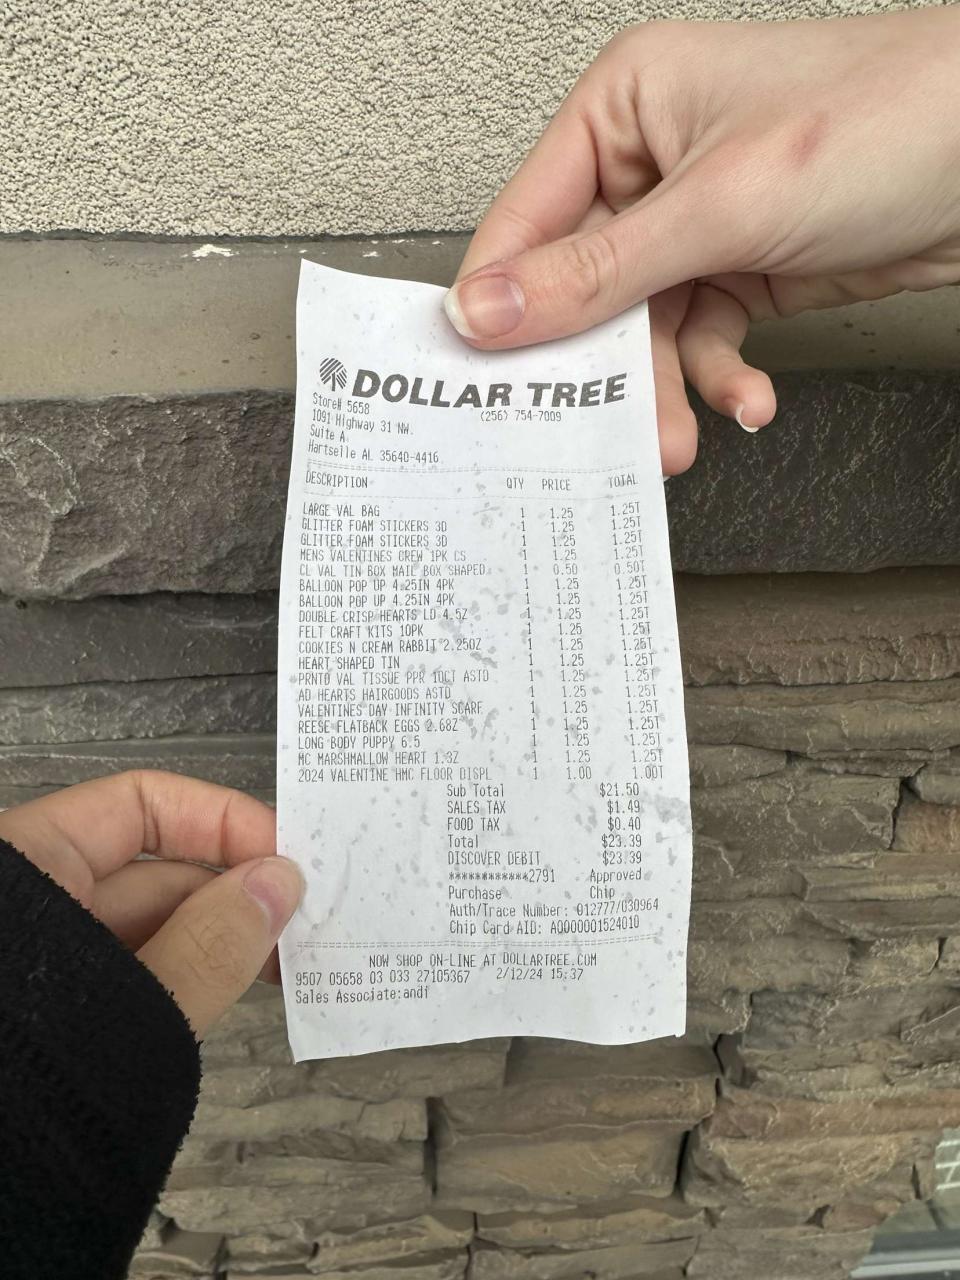 DOLLAR TREE
Store# 5658 (256) 754-7009
1091 Highway 31 NW.
Suite A
Hartselle AL 35640-4416
DESCRIPTION QTY PRICE TOTAL
LARGE VAL BAG 1 1.25 1.25T
GLITTER FOAM STICKERS 3D 1 1.25 1.25T
GLITTER FOAM STICKERS 3D 1 1.25 1.25T
MENS VALENTINES CREW 1PK CS 1 1.25 1.25T
CL VAL TIN BOX MAIL BOX SHAPED 1 0.50 0.50T
BALLOON POP UP 4.25IN 4PK 1 1.25 1.25T
BALLOON POP UP 4.25IN 4PK 1 1.25 1.25T
DOUBLE CRISP HEARTS LD 4.5Z 1 1.25 1.25T
FELT CRAFT KITS 10PK 1 1.25 1.25T
COOKIES N CREAM RABBIT 2.25OZ 1 1.25 1.25T
HEART SHAPED TIN 1 1.25 1.25T
PRNTD VAL TISSUE PPR 10CT ASTD 1 1.25 1.25T
AD HEARTS HAIRGOODS ASTD 1 1.25 1.25T
VALENTINES DAY INFINITY SCARF 1 1.25 1.25T
REESE FLATBACK EGGS 2.68Z 1 1.25 1.25T
LONG BODY PUPPY 6.5 1 1.25 1.25T
MC MARSHMALLOW HEART 1.3Z 1 1.25 1.25T
2024 VALENTINE HMC FLOOR DISPL 1 1.00 1.00T
Sub Total $21.50
SALES TAX $1.49
FOOD TAX $0.40
Total $23.39
DISCOVER DEBIT $23.39
************2791 Approved
Purchase Chip
Auth/Trace Number: 012777/030964
Chip Card AID: A0000001524010
NOW SHOP ON-LINE AT DOLLARTREE.COM
9507 05658 03 033 27105367 2/12/24 15:37
Sales Associate:andi